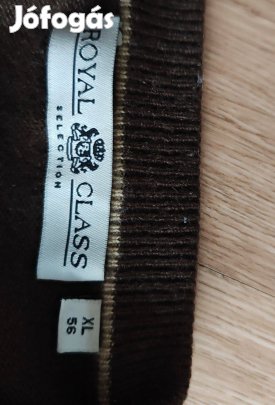 Jófogás
ROYAL CLASS
SELECTION
XL
56